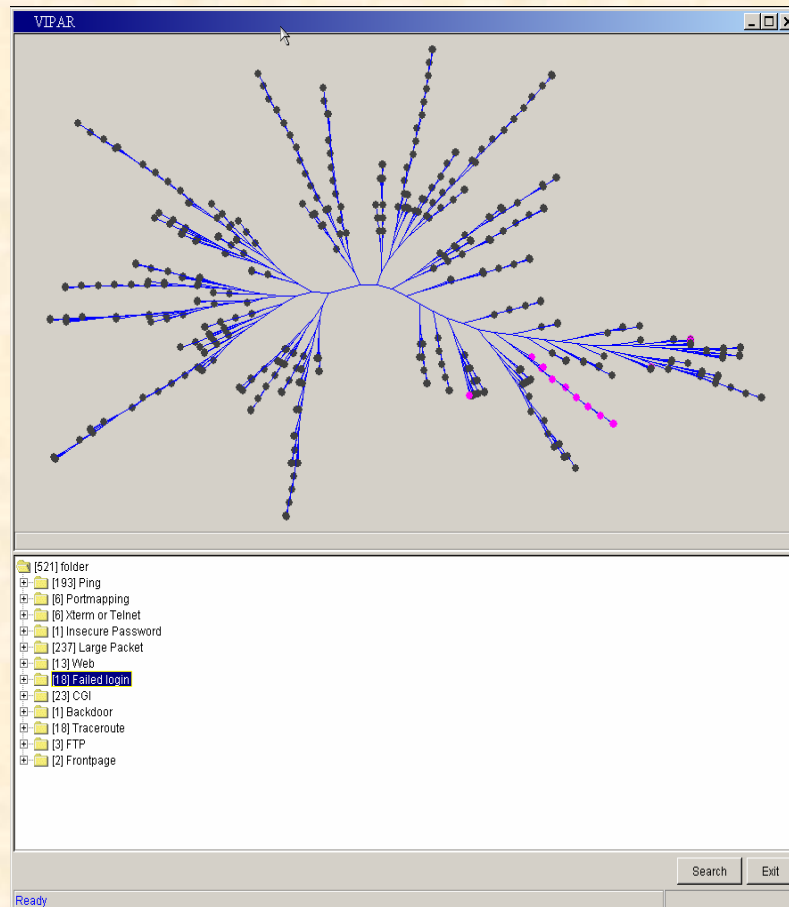 VIPAR
[521] folder
[193] Ping
[6] Portmapping
[6] Xterm or Telnet
[1] Insecure Password
[237] Large Packet
[13] Web
[18] Failed login
[23] CGI
[1] Backdoor
[18] Traceroute
[3] FTP
[2] Frontpage
Search Exit
Ready